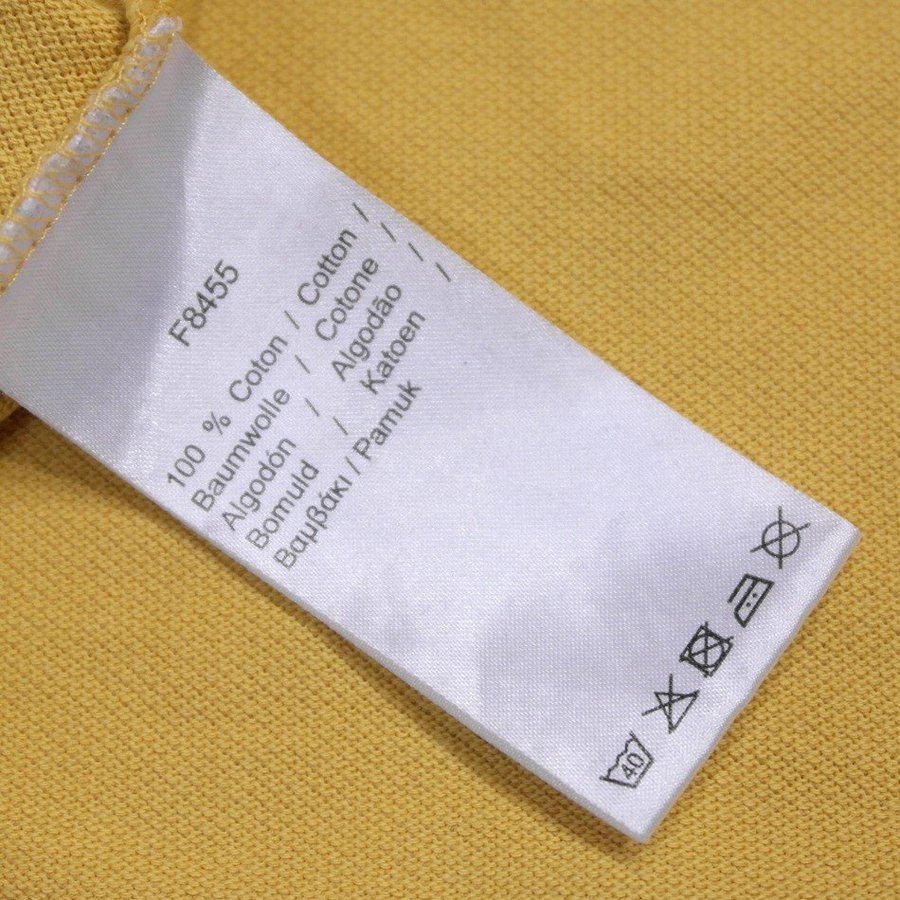 F8455
100 % Coton / Cotton /
Baumwolle / Cotone /
Algodón / Algodão /
Bomuld / Katoen /
Βαμβάκι / Pamuk
40